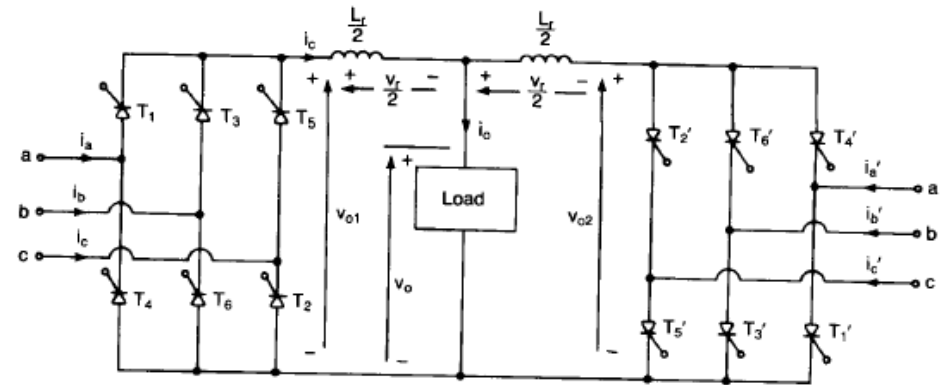 L_r/2
L_r/2
i_c
+ + v_r/2 − + v_r/2 − +
T_1 T_3 T_5
T_2′ T_6′ T_4′
i_o
a i_a
i_a′ a
+
Load
b i_b
v_o1
v_o2
i_b′ b
c i_c
i_c′ c
v_o
T_4 T_6 T_2
T_5′ T_3′ T_1′
− − −